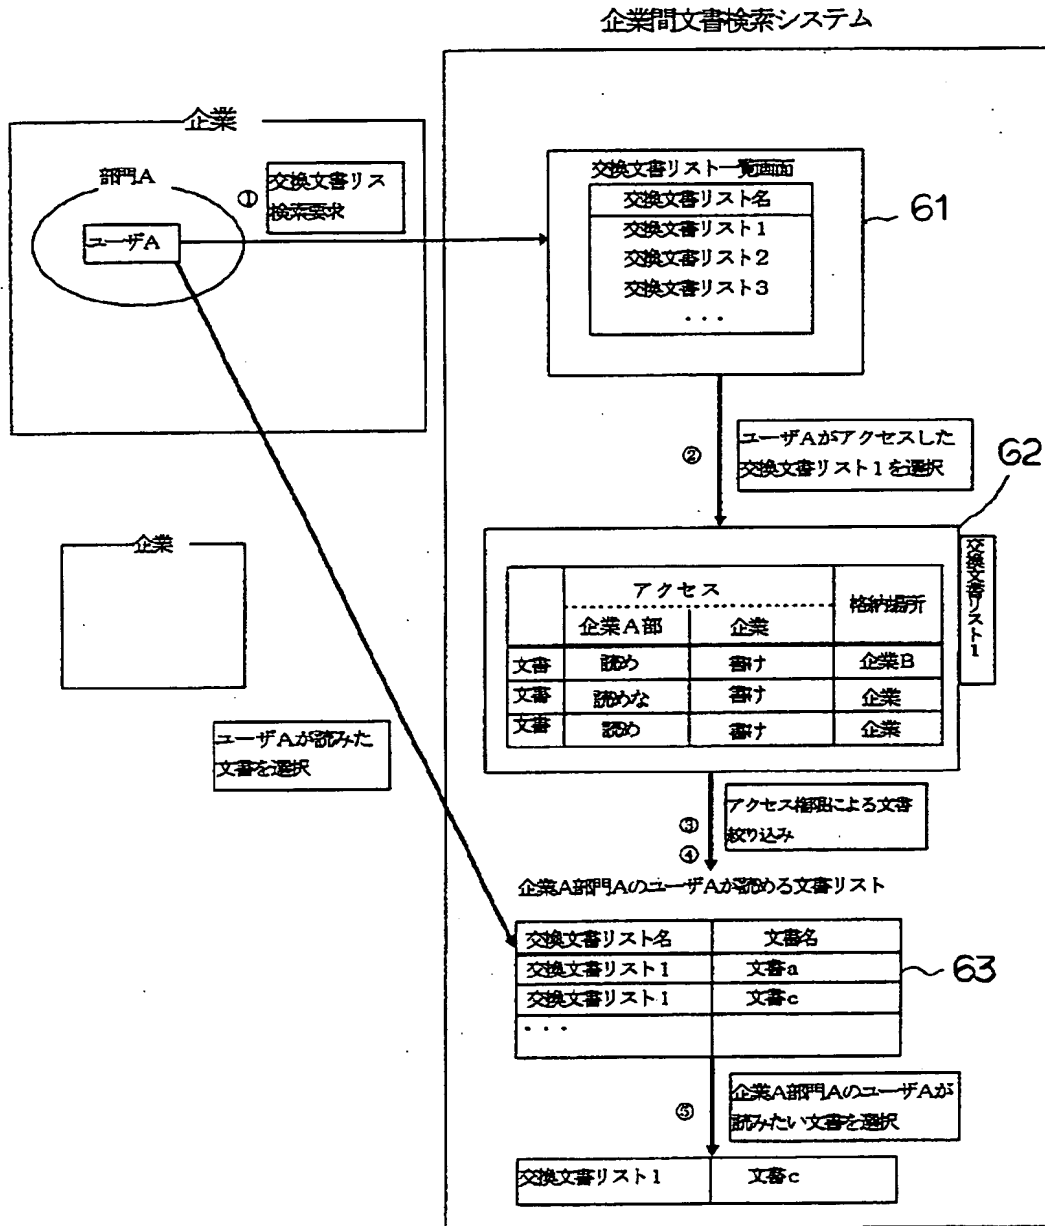 企業間文書検索システム
企業
部門A
ユーザA
①
交換文書リス
検索要求
交換文書リスト一覧画面
交換文書リスト名
交換文書リスト1
交換文書リスト2
交換文書リスト3
・・・
61
②
ユーザAがアクセスした
交換文書リスト1を選択
62
交換文書リスト1
アクセス
格納場所
企業A部
企業
文書
読め
書け
企業B
文書
読めな
書け
企業
文書
読め
書け
企業
企業
ユーザAが読みた
文書を選択
③
④
アクセス権限による文書
絞り込み
企業A部門AのユーザAが読める文書リスト
交換文書リスト名
文書名
交換文書リスト1
文書a
交換文書リスト1
文書c
・・・
63
⑤
企業A部門AのユーザAが
読みたい文書を選択
交換文書リスト1
文書c